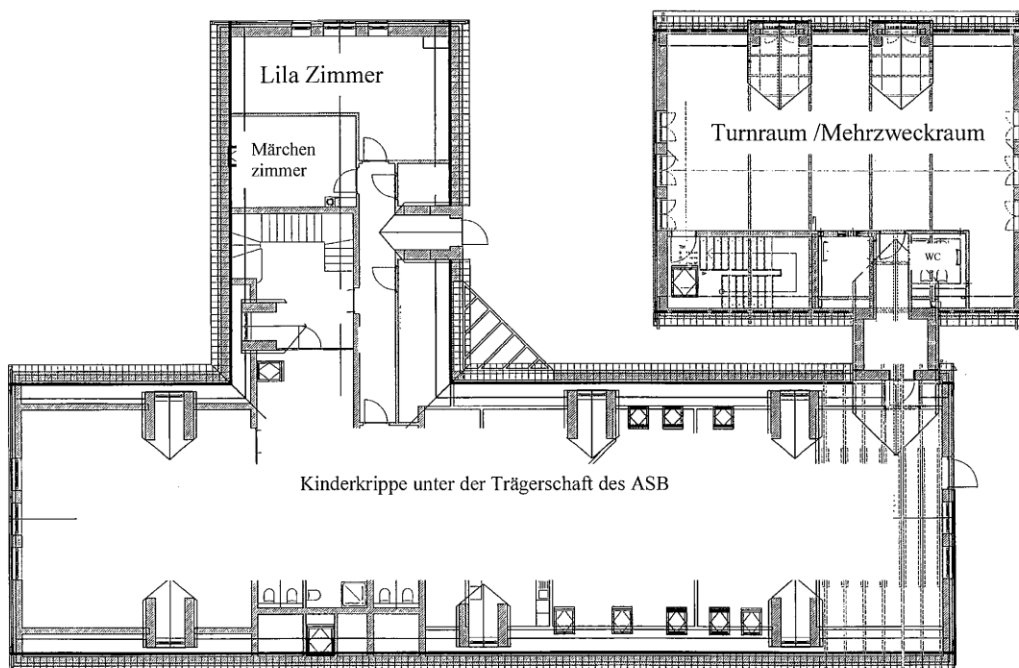 Lila Zimmer
Märchen
zimmer
Turnraum /Mehrzweckraum
WC
Kinderkrippe unter der Trägerschaft des ASB